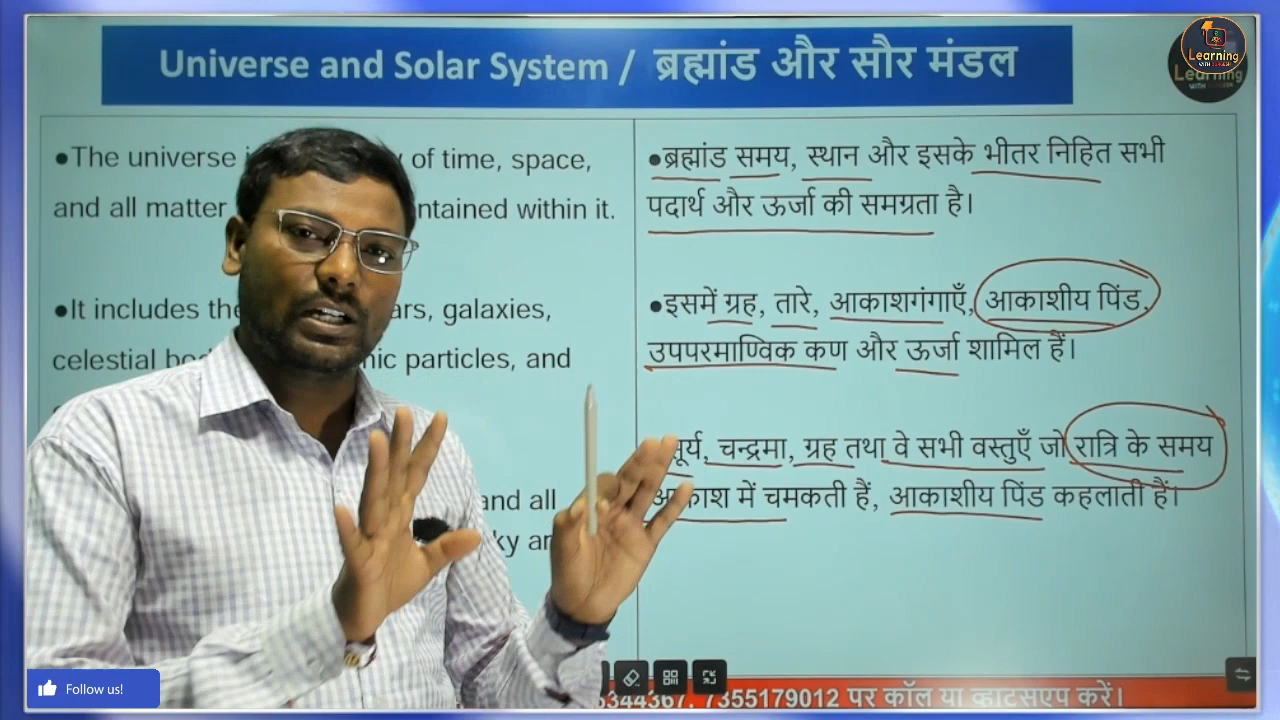 Universe and Solar System / ब्रह्मांड और सौर मंडल
Learning
Learning
●The universe of time, space,
and all matter ntained within it.
●It includes the ars, galaxies,
celestial particles, and
and all
ky
●ब्रह्मांड समय, स्थान और इसके भीतर निहित सभी
पदार्थ और ऊर्जा की समग्रता है।
●इसमें ग्रह, तारे, आकाशगंगाएँ, आकाशीय पिंड,
उपपरमाण्विक कण और ऊर्जा शामिल हैं।
सूर्य, चन्द्रमा, ग्रह तथा वे सभी वस्तुएँ जो रात्रि के समय
आकाश में चमकती हैं, आकाशीय पिंड कहलाती हैं।
344367, 7355179012 पर कॉल या व्हाटसएप करें।
Follow us!